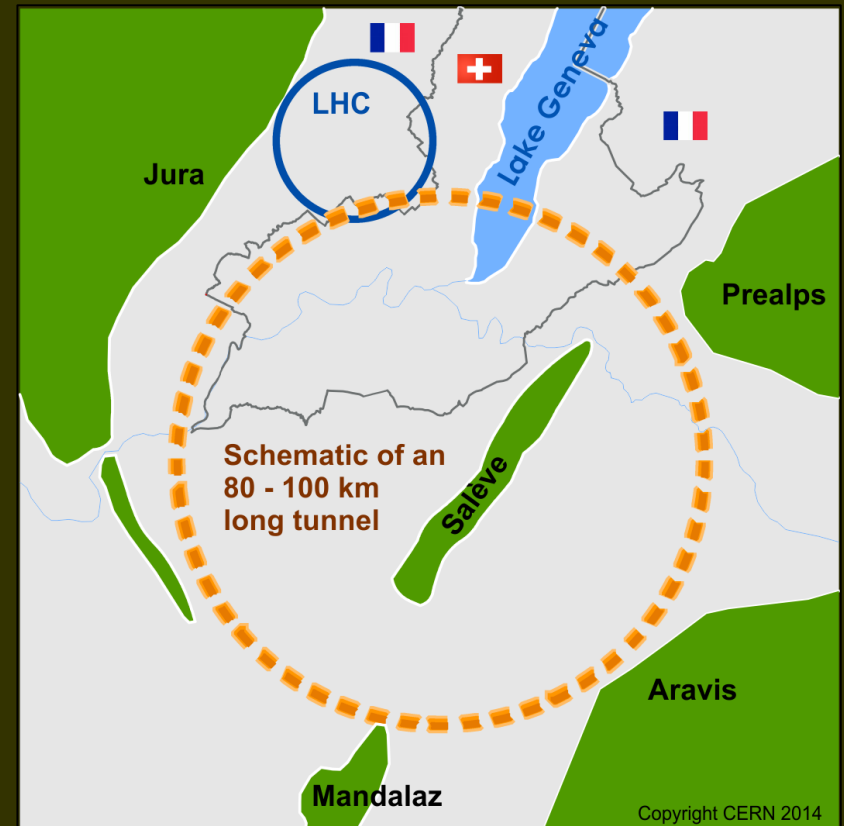 LHC
Lake Geneva
Jura
Prealps
Schematic of an
80 - 100 km
long tunnel
Salève
Aravis
Mandalaz
Copyright CERN 2014